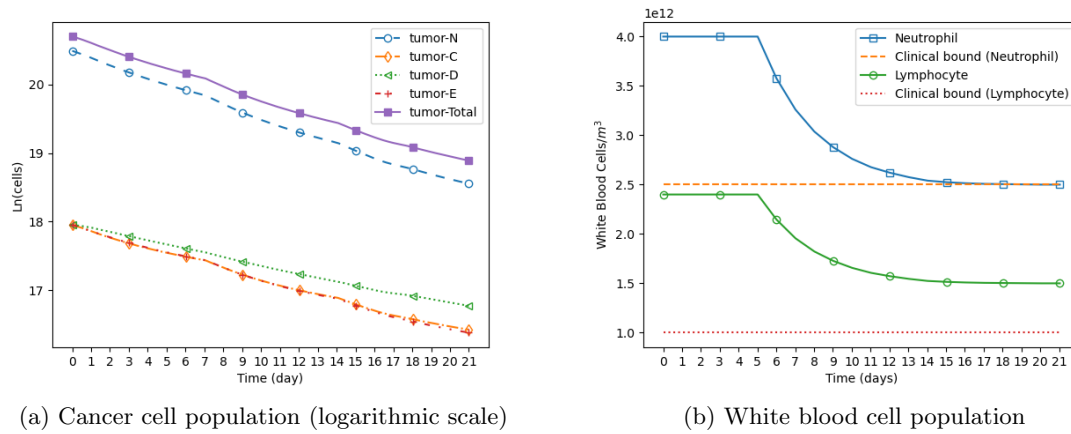 tumor-N
tumor-C
tumor-D
tumor-E
tumor-Total
Ln(cells)
20
19
18
17
0 1 2 3 4 5 6 7 8 9 10 11 12 13 14 15 16 17 18 19 20 21
Time (day)
(a) Cancer cell population (logarithmic scale)
1e12
Neutrophil
Clinical bound (Neutrophil)
Lymphocyte
Clinical bound (Lymphocyte)
White Blood Cells/m³
4.0
3.5
3.0
2.5
2.0
1.5
1.0
0 1 2 3 4 5 6 7 8 9 10 11 12 13 14 15 16 17 18 19 20 21
Time (days)
(b) White blood cell population